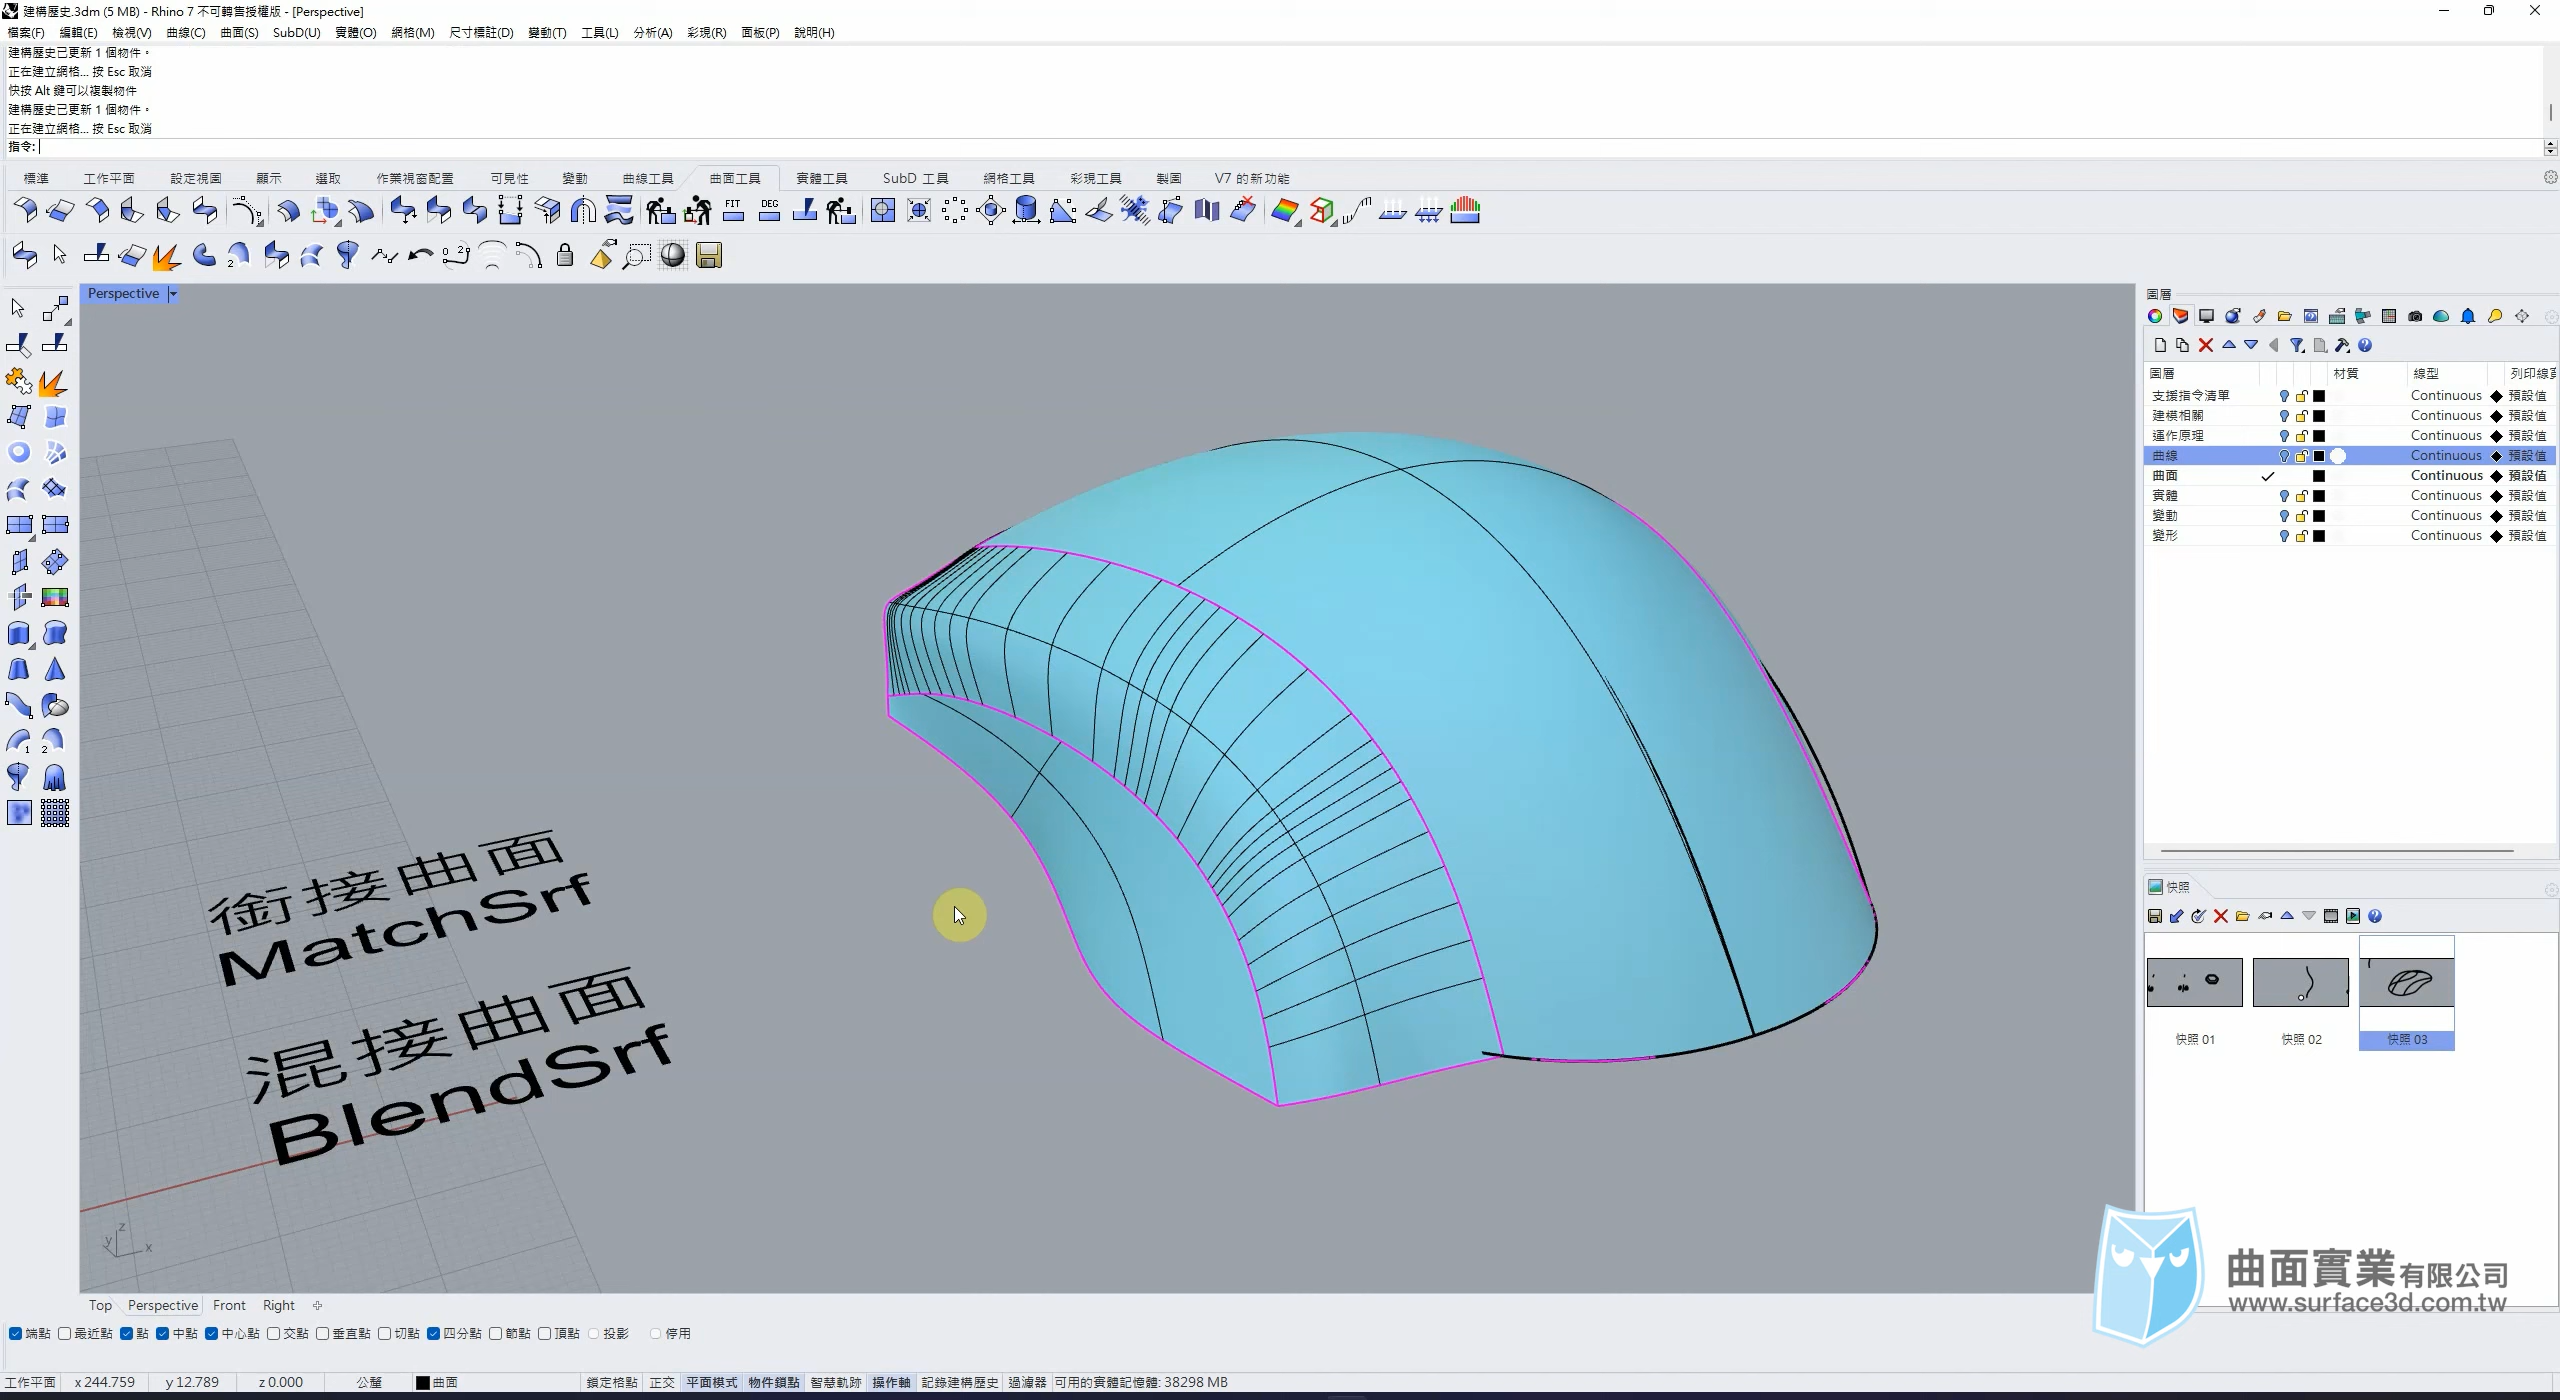 建構歷史.3dm (5 MB) - Rhino 7 不可轉售授權版 - [Perspective]
檔案(F) 編輯(E) 檢視(V) 曲線(C) 曲面(S) SubD(U) 實體(O) 網格(M) 尺寸標註(D) 變動(T) 工具(L) 分析(A) 彩現(R) 面板(P) 說明(H)
建構歷史已更新 1 個物件。
正在建立網格... 按 Esc 取消
快按 Alt 鍵可以複製物件
建構歷史已更新 1 個物件。
正在建立網格... 按 Esc 取消
指令:
標準 工作平面 設定視圖 顯示 選取 作業視窗配置 可見性 變動 曲線工具 曲面工具 實體工具 SubD 工具 網格工具 彩現工具 製圖 V7 的新功能
FIT DEG
Perspective
圖層
圖層 材質 線型 列印線
支援指令清單 Continuous 預設值
建模相關 Continuous 預設值
運作原理 Continuous 預設值
曲線 Continuous 預設值
曲面 Continuous 預設值
實體 Continuous 預設值
變動 Continuous 預設值
變形 Continuous 預設值
銜接曲面
MatchSrf
混接曲面
BlendSrf
快照
快照 01 快照 02 快照 03
z
y x
曲面實業有限公司
www.surface3d.com.tw
Top Perspective Front Right
端點 最近點 點 中點 中心點 交點 垂直點 切點 四分點 節點 頂點 投影 停用
工作平面 x 244.759 y 12.789 z 0.000 公釐 曲面 鎖定格點 正交 平面模式 物件鎖點 智慧軌跡 操作軸 記錄建構歷史 過濾器 可用的實體記憶體: 38298 MB